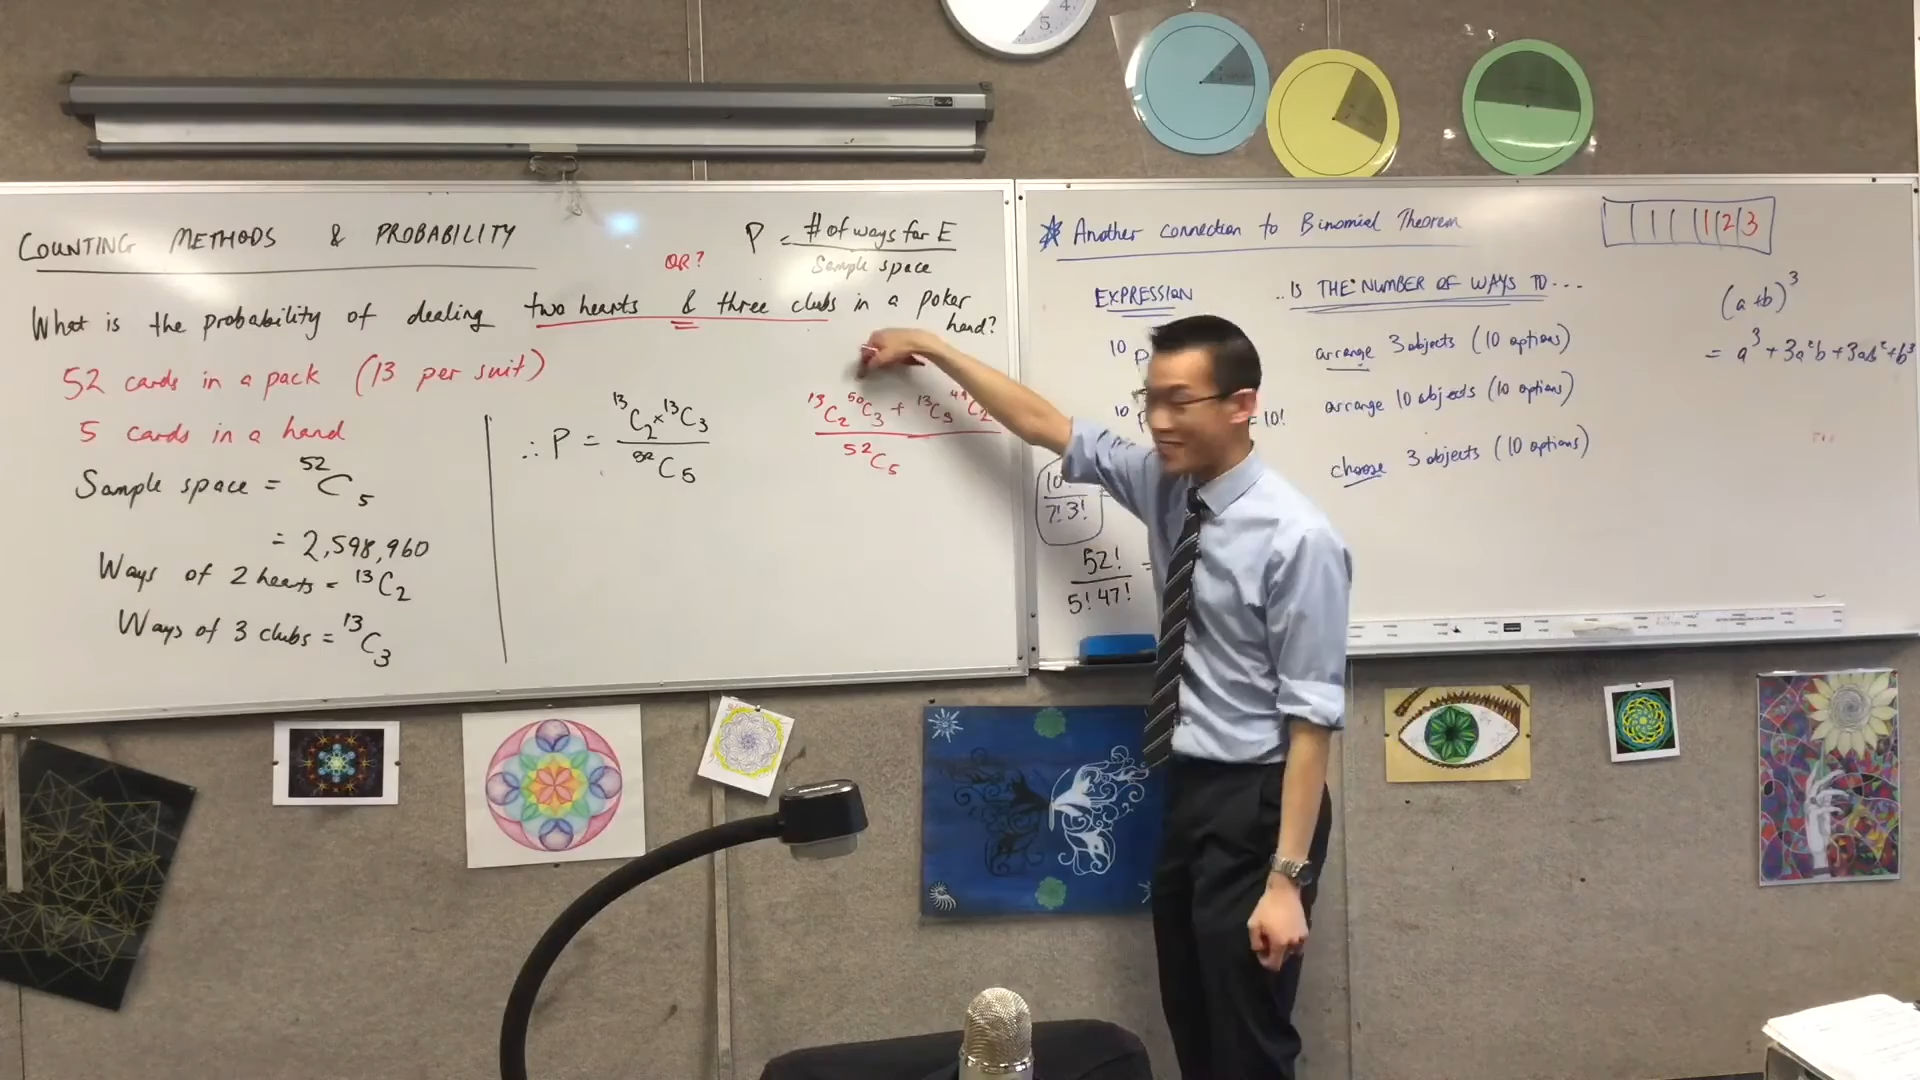 COUNTING METHODS & PROBABILITY
P = # of ways for E
Sample space
OR?
What is the probability of dealing two hearts & three clubs in a poker hand?
52 cards in a pack (13 per suit)
5 cards in a hand
Sample space = ⁵²C₅
= 2,598,960
Ways of 2 hearts = ¹³C₂
Ways of 3 clubs = ¹³C₃
∴ P = ¹³C₂ × ¹³C₃
⁵²C₅
¹³C₂ ⁵⁰C₃ + ¹³C₃ ⁴⁹C₂
⁵²C₅
Another connection to Binomial Theorem
EXPRESSION
..IS THE NUMBER OF WAYS TO...
¹⁰P
arrange 3 objects (10 options)
¹⁰P
= 10!
arrange 10 objects (10 options)
choose 3 objects (10 options)
10!
7! 3!
52!
5! 47!
=
1 2 3
(a+b)³
= a³ + 3a²b + 3ab² + b³
5
4